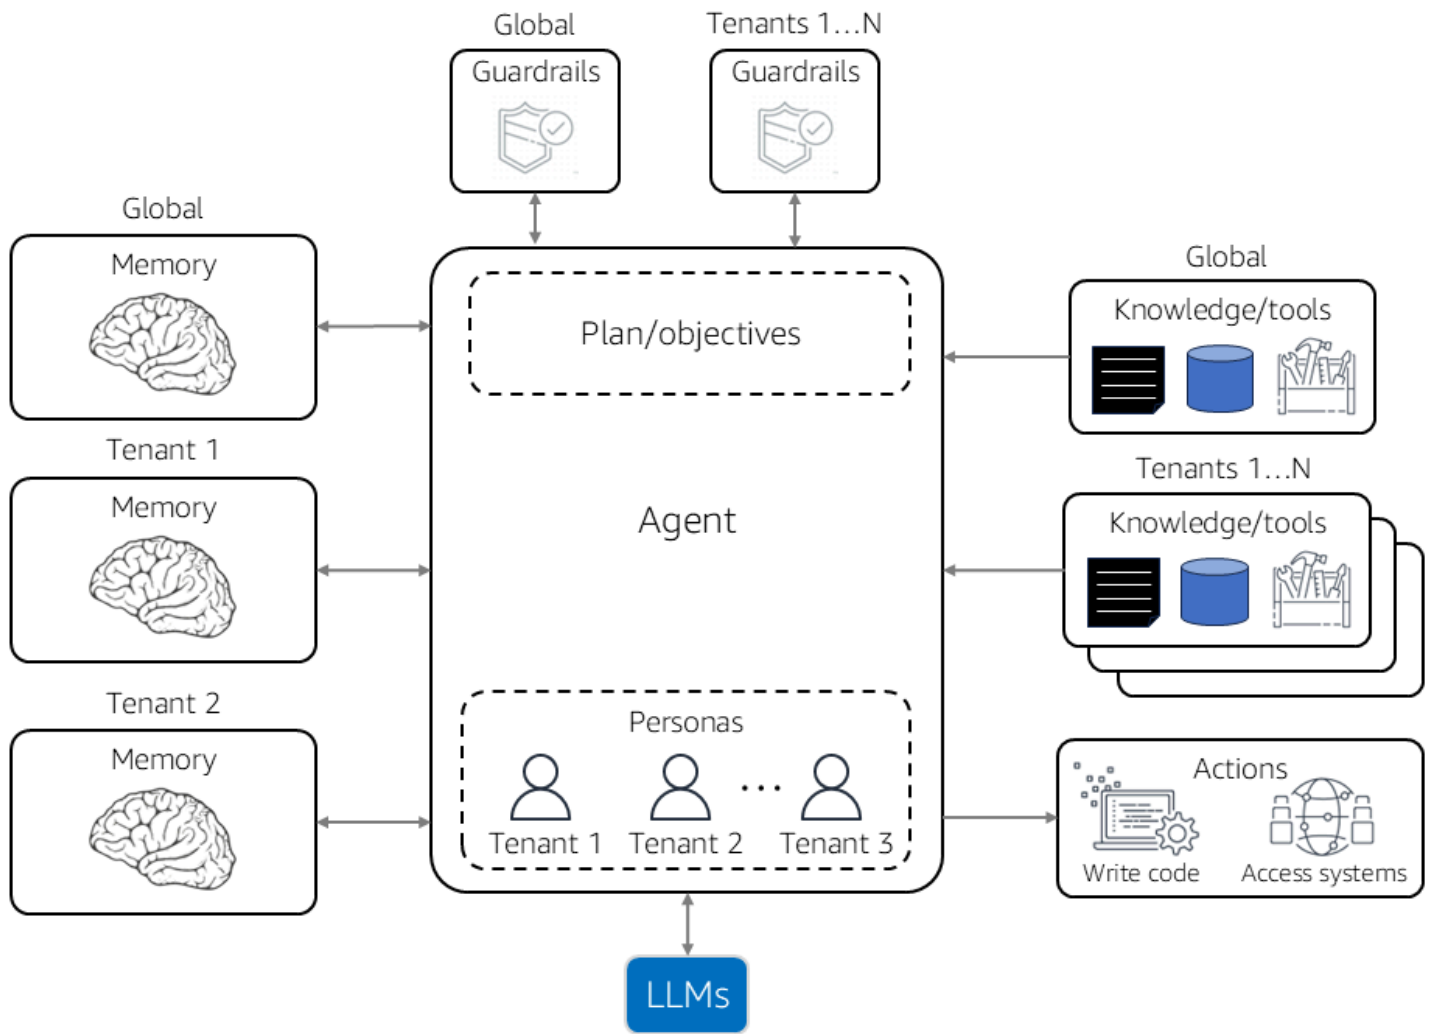 Global
Tenants 1...N
Guardrails
Guardrails
Global
Memory
Tenant 1
Memory
Tenant 2
Memory
Plan/objectives
Agent
Personas
...
Tenant 1
Tenant 2
Tenant 3
LLMs
Global
Knowledge/tools
Tenants 1...N
Knowledge/tools
Actions
Write code
Access systems